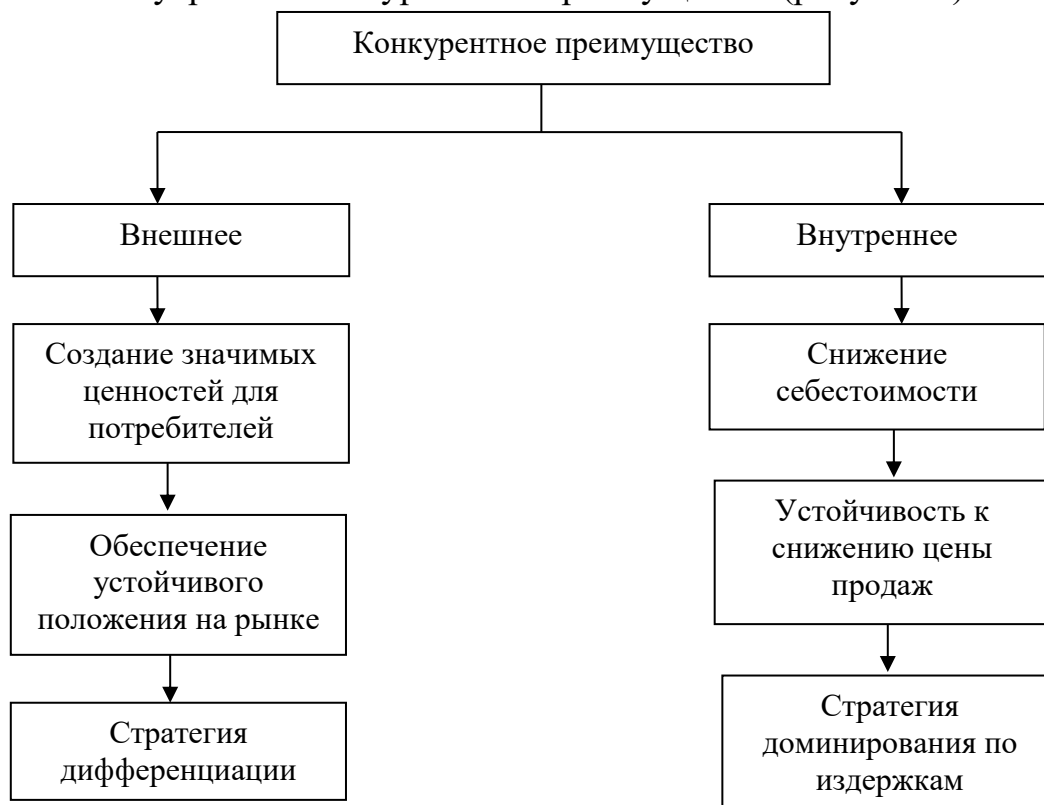 Конкурентное преимущество
Внешнее
Создание значимых
ценностей для
потребителей
Обеспечение
устойчивого
положения на рынке
Стратегия
дифференциации
Внутреннее
Снижение
себестоимости
Устойчивость к
снижению цены
продаж
Стратегия
доминирования по
издержкам